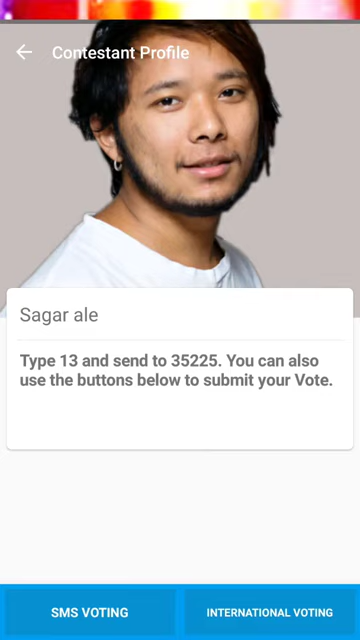 Contestant Profile
Sagar ale
Type 13 and send to 35225. You can also
use the buttons below to submit your Vote.
SMS VOTING
INTERNATIONAL VOTING